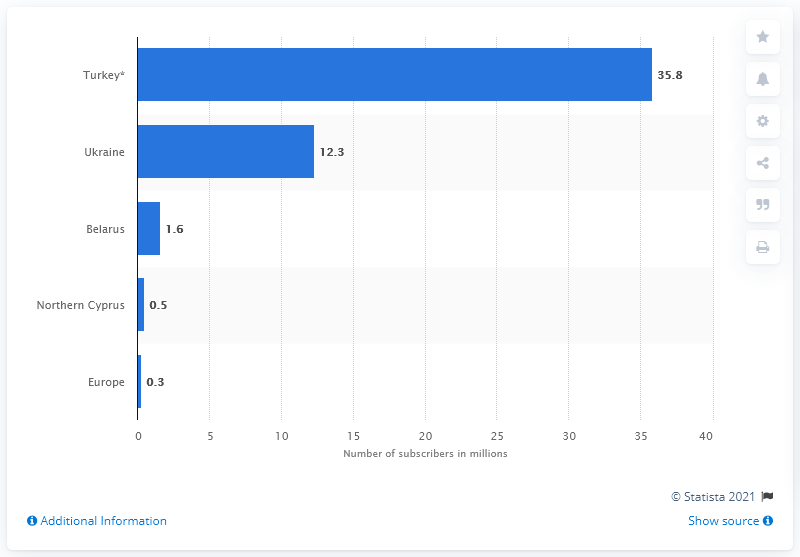 Turkey* 35.8
Ukraine 12.3
Belarus 1.6
Northern Cyprus 0.5
Europe 0.3
0 5 10 15 20 25 30 35 40
Number of subscribers in millions
© Statista 2021
Additional Information Show source